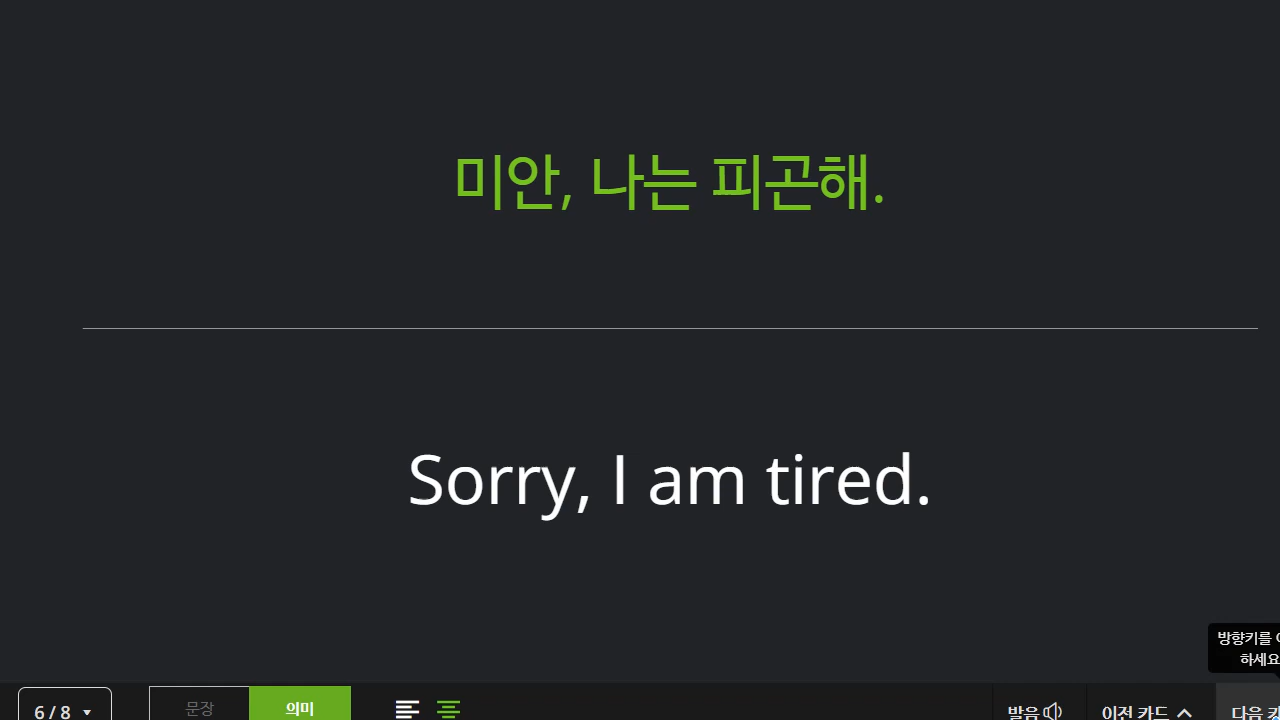 미안, 나는 피곤해.
Sorry, I am tired.
방향키를
하세요
6 / 8
문장
의미
발음
이전 카드
다음